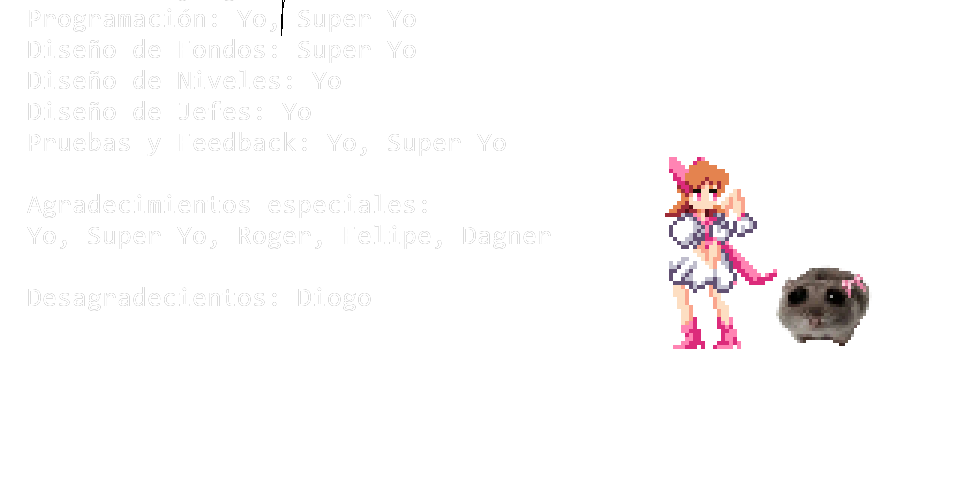 Programación: Yo, Super Yo
Diseño de Fondos: Super Yo
Diseño de Niveles: Yo
Diseño de Jefes: Yo
Pruebas y Feedback: Yo, Super Yo
Agradecimientos especiales:
Yo, Super Yo, Roger, Felipe, Dagner
Desagradecientos: Diogo